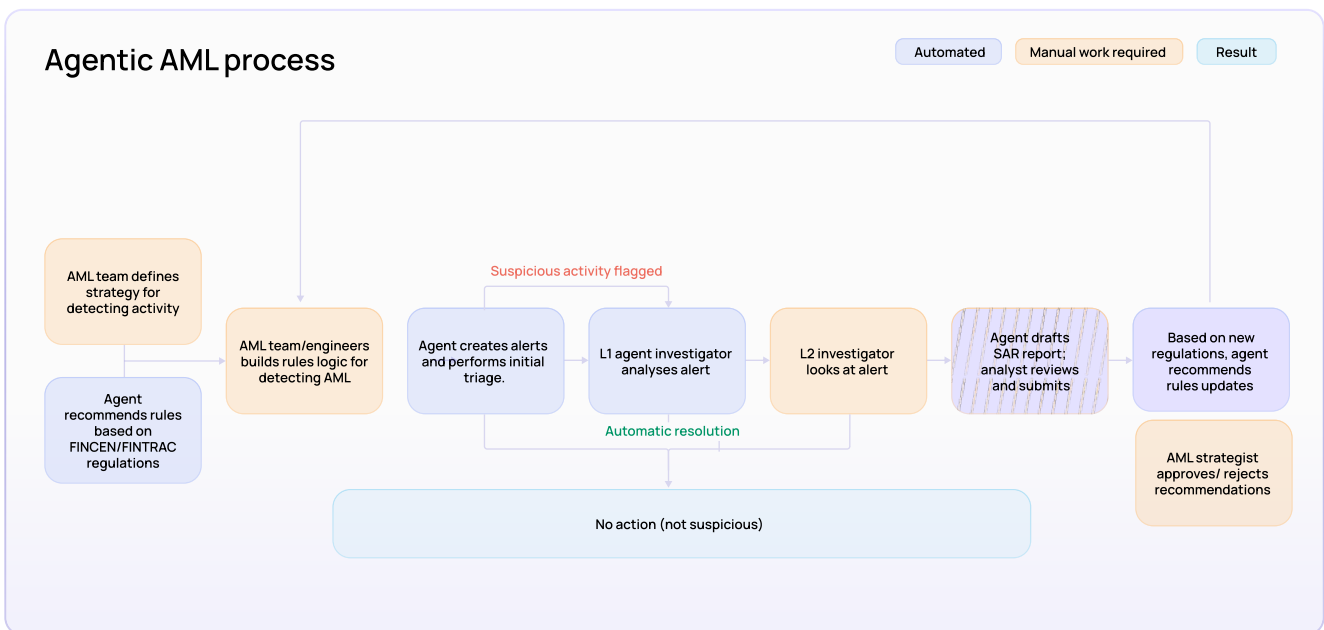 Agentic AML process
Automated
Manual work required
Result
AML team defines
strategy for
detecting activity
Agent
recommends rules
based on
FINCEN/FINTRAC
regulations
AML team/engineers
builds rules logic for
detecting AML
Suspicious activity flagged
Agent creates alerts
and performs initial
triage.
L1 agent investigator
analyses alert
L2 investigator
looks at alert
Agent drafts
SAR report;
analyst reviews
and submits
Based on new
regulations, agent
recommends
rules updates
AML strategist
approves/ rejects
recommendations
Automatic resolution
No action (not suspicious)